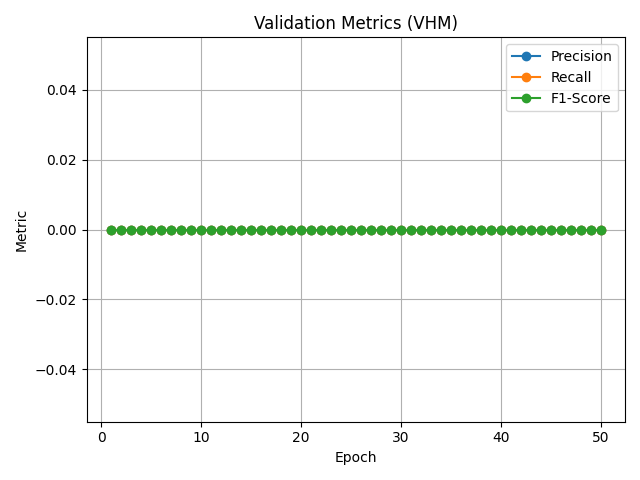 Validation Metrics (VHM)
Precision
Recall
F1-Score
0.04
0.02
0.00
−0.02
−0.04
Metric
0 10 20 30 40 50
Epoch